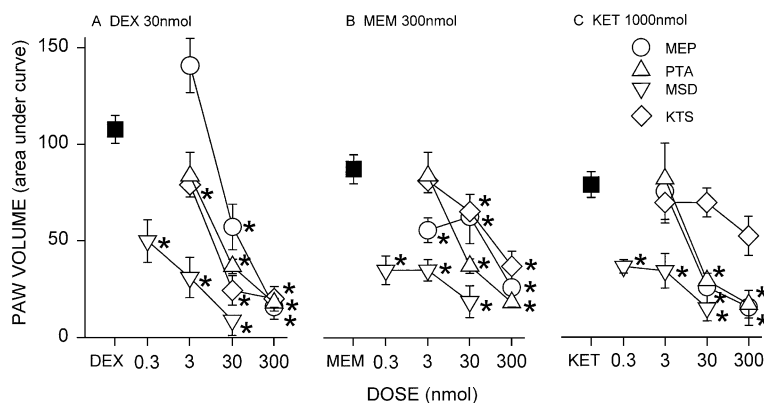 A DEX 30nmol
B MEM 300nmol
C KET 1000nmol
MEP
PTA
MSD
KTS
PAW VOLUME (area under curve)
150
100
50
0
* * * * * * * * * *
* * * * * * * * * *
* * * * * * *
DEX 0.3 3 30 300
MEM 0.3 3 30 300
KET 0.3 3 30 300
DOSE (nmol)